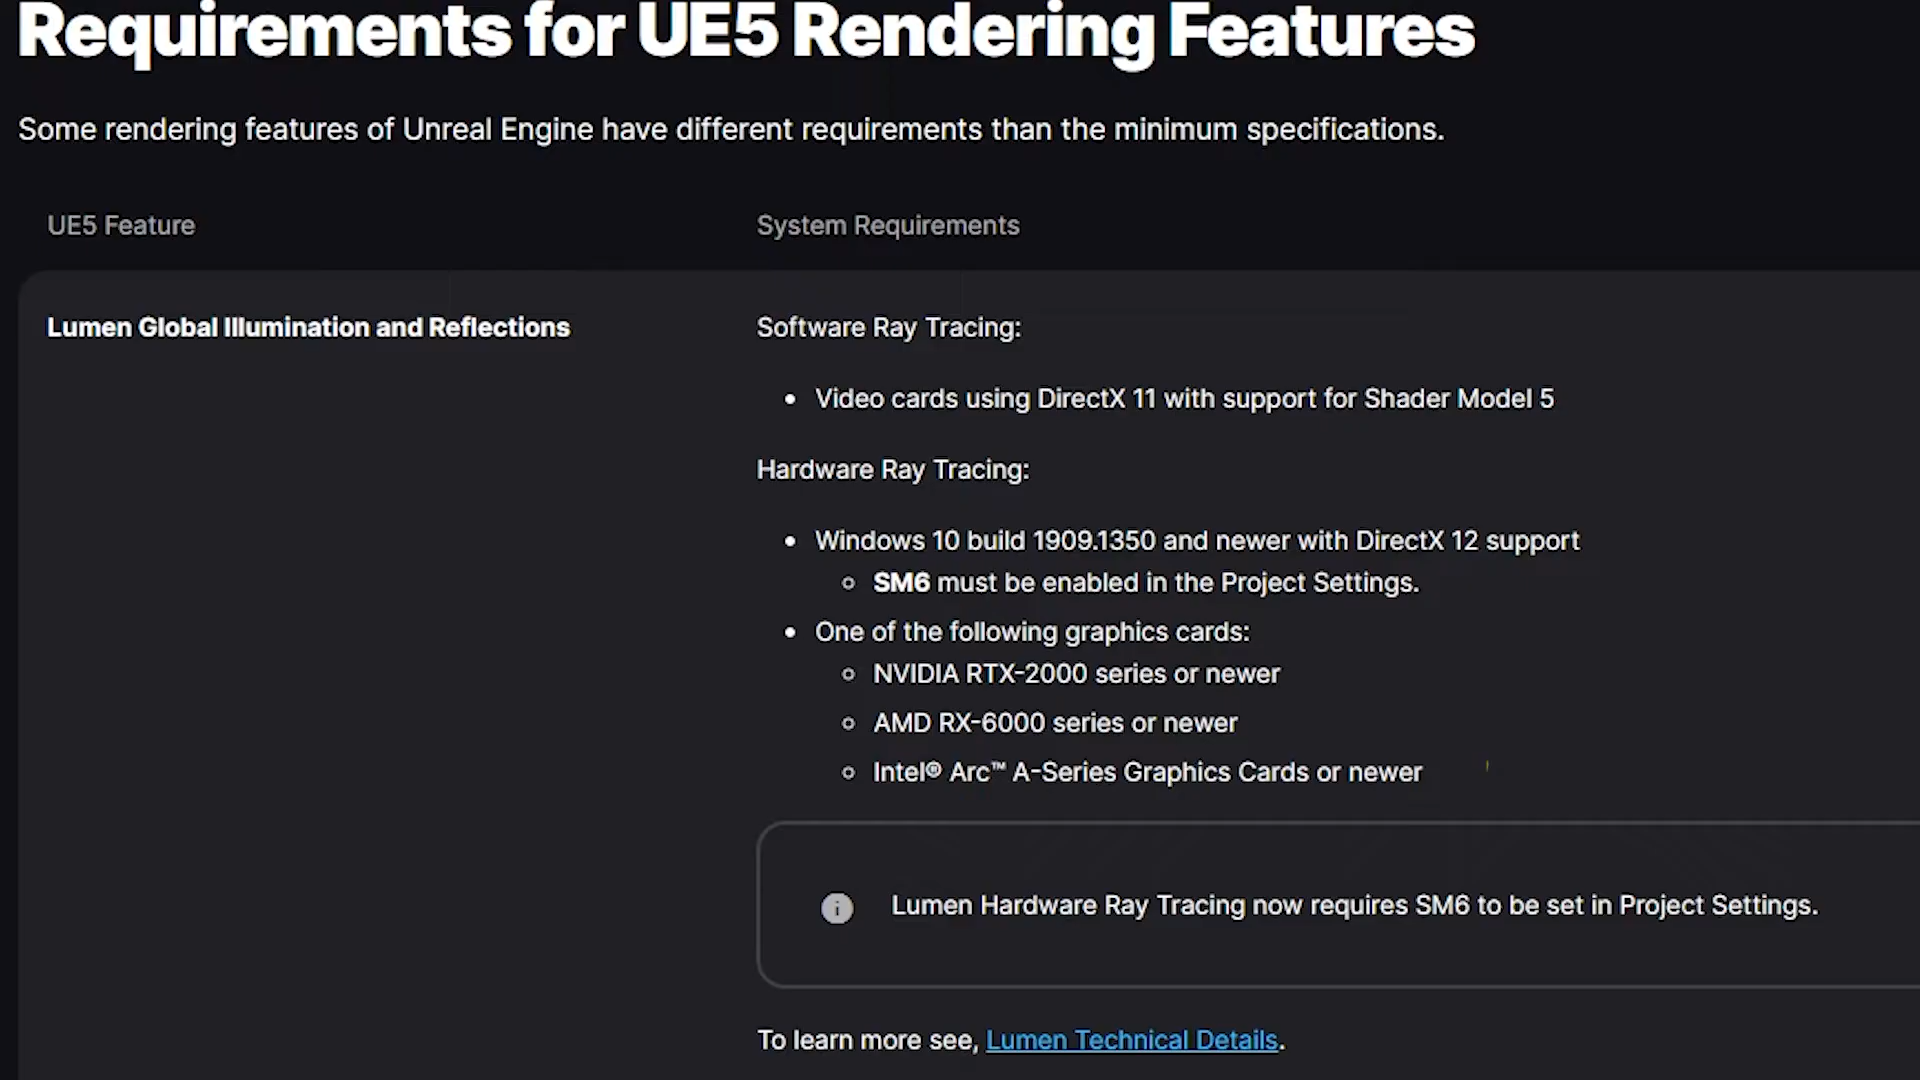 Requirements for UE5 Rendering Features
Some rendering features of Unreal Engine have different requirements than the minimum specifications.
UE5 Feature
System Requirements
Lumen Global Illumination and Reflections
Software Ray Tracing:
• Video cards using DirectX 11 with support for Shader Model 5
Hardware Ray Tracing:
• Windows 10 build 1909.1350 and newer with DirectX 12 support
◦ SM6 must be enabled in the Project Settings.
• One of the following graphics cards:
◦ NVIDIA RTX-2000 series or newer
◦ AMD RX-6000 series or newer
◦ Intel® Arc™ A-Series Graphics Cards or newer
Lumen Hardware Ray Tracing now requires SM6 to be set in Project Settings.
To learn more see, Lumen Technical Details.